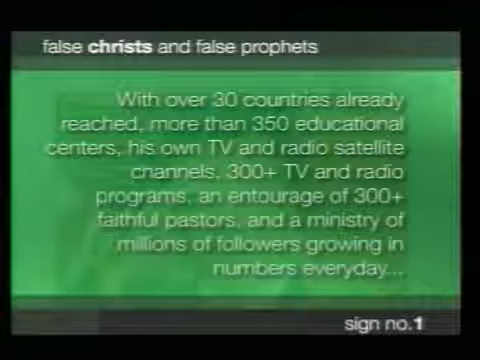 false christs and false prophets
With over 30 countries already
reached, more than 350 educational
centers, his own TV and radio satellite
channels, 300+ TV and radio
programs, an entourage of 300+
faithful pastors, and a ministry of
millions of followers growing in
numbers everyday...
sign no.1